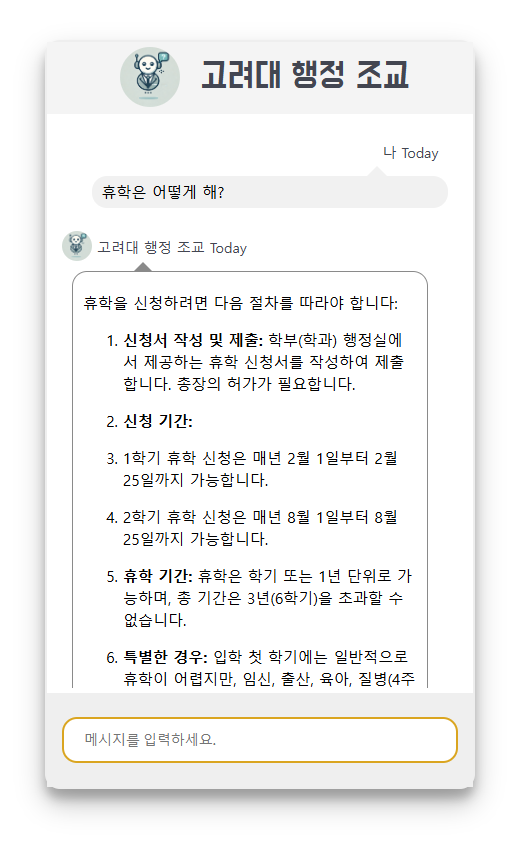 고려대 행정 조교
나 Today
휴학은 어떻게 해?
고려대 행정 조교 Today
휴학을 신청하려면 다음 절차를 따라야 합니다:
1. 신청서 작성 및 제출: 학부(학과) 행정실에
서 제공하는 휴학 신청서를 작성하여 제출
합니다. 총장의 허가가 필요합니다.
2. 신청 기간:
3. 1학기 휴학 신청은 매년 2월 1일부터 2월
25일까지 가능합니다.
4. 2학기 휴학 신청은 매년 8월 1일부터 8월
25일까지 가능합니다.
5. 휴학 기간: 휴학은 학기 또는 1년 단위로 가
능하며, 총 기간은 3년(6학기)을 초과할 수
없습니다.
6. 특별한 경우: 입학 첫 학기에는 일반적으로
휴학이 어렵지만, 임신, 출산, 육아, 질병(4주
메시지를 입력하세요.